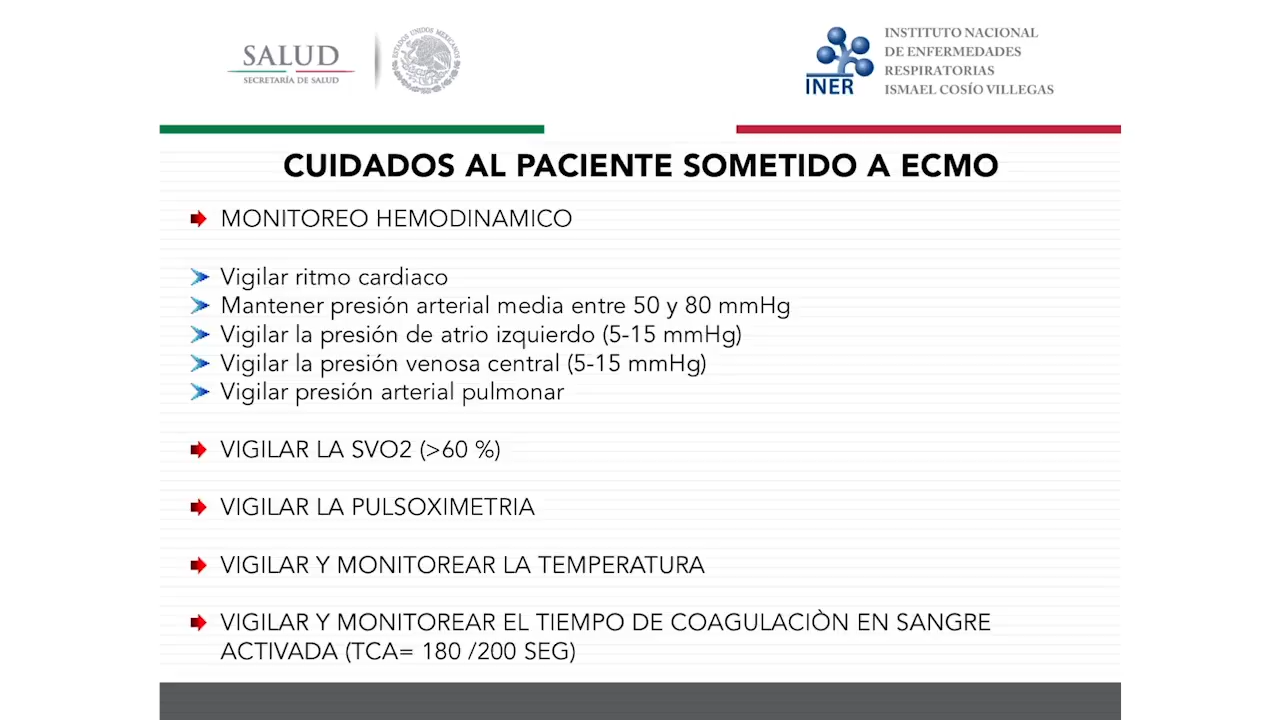 SALUD
SECRETARÍA DE SALUD
ESTADOS UNIDOS MEXICANOS
INER
INSTITUTO NACIONAL
DE ENFERMEDADES
RESPIRATORIAS
ISMAEL COSÍO VILLEGAS
CUIDADOS AL PACIENTE SOMETIDO A ECMO
MONITOREO HEMODINAMICO
Vigilar ritmo cardiaco
Mantener presión arterial media entre 50 y 80 mmHg
Vigilar la presión de atrio izquierdo (5-15 mmHg)
Vigilar la presión venosa central (5-15 mmHg)
Vigilar presión arterial pulmonar
VIGILAR LA SVO2 (>60 %)
VIGILAR LA PULSOXIMETRIA
VIGILAR Y MONITOREAR LA TEMPERATURA
VIGILAR Y MONITOREAR EL TIEMPO DE COAGULACIÒN EN SANGRE
ACTIVADA (TCA= 180 /200 SEG)